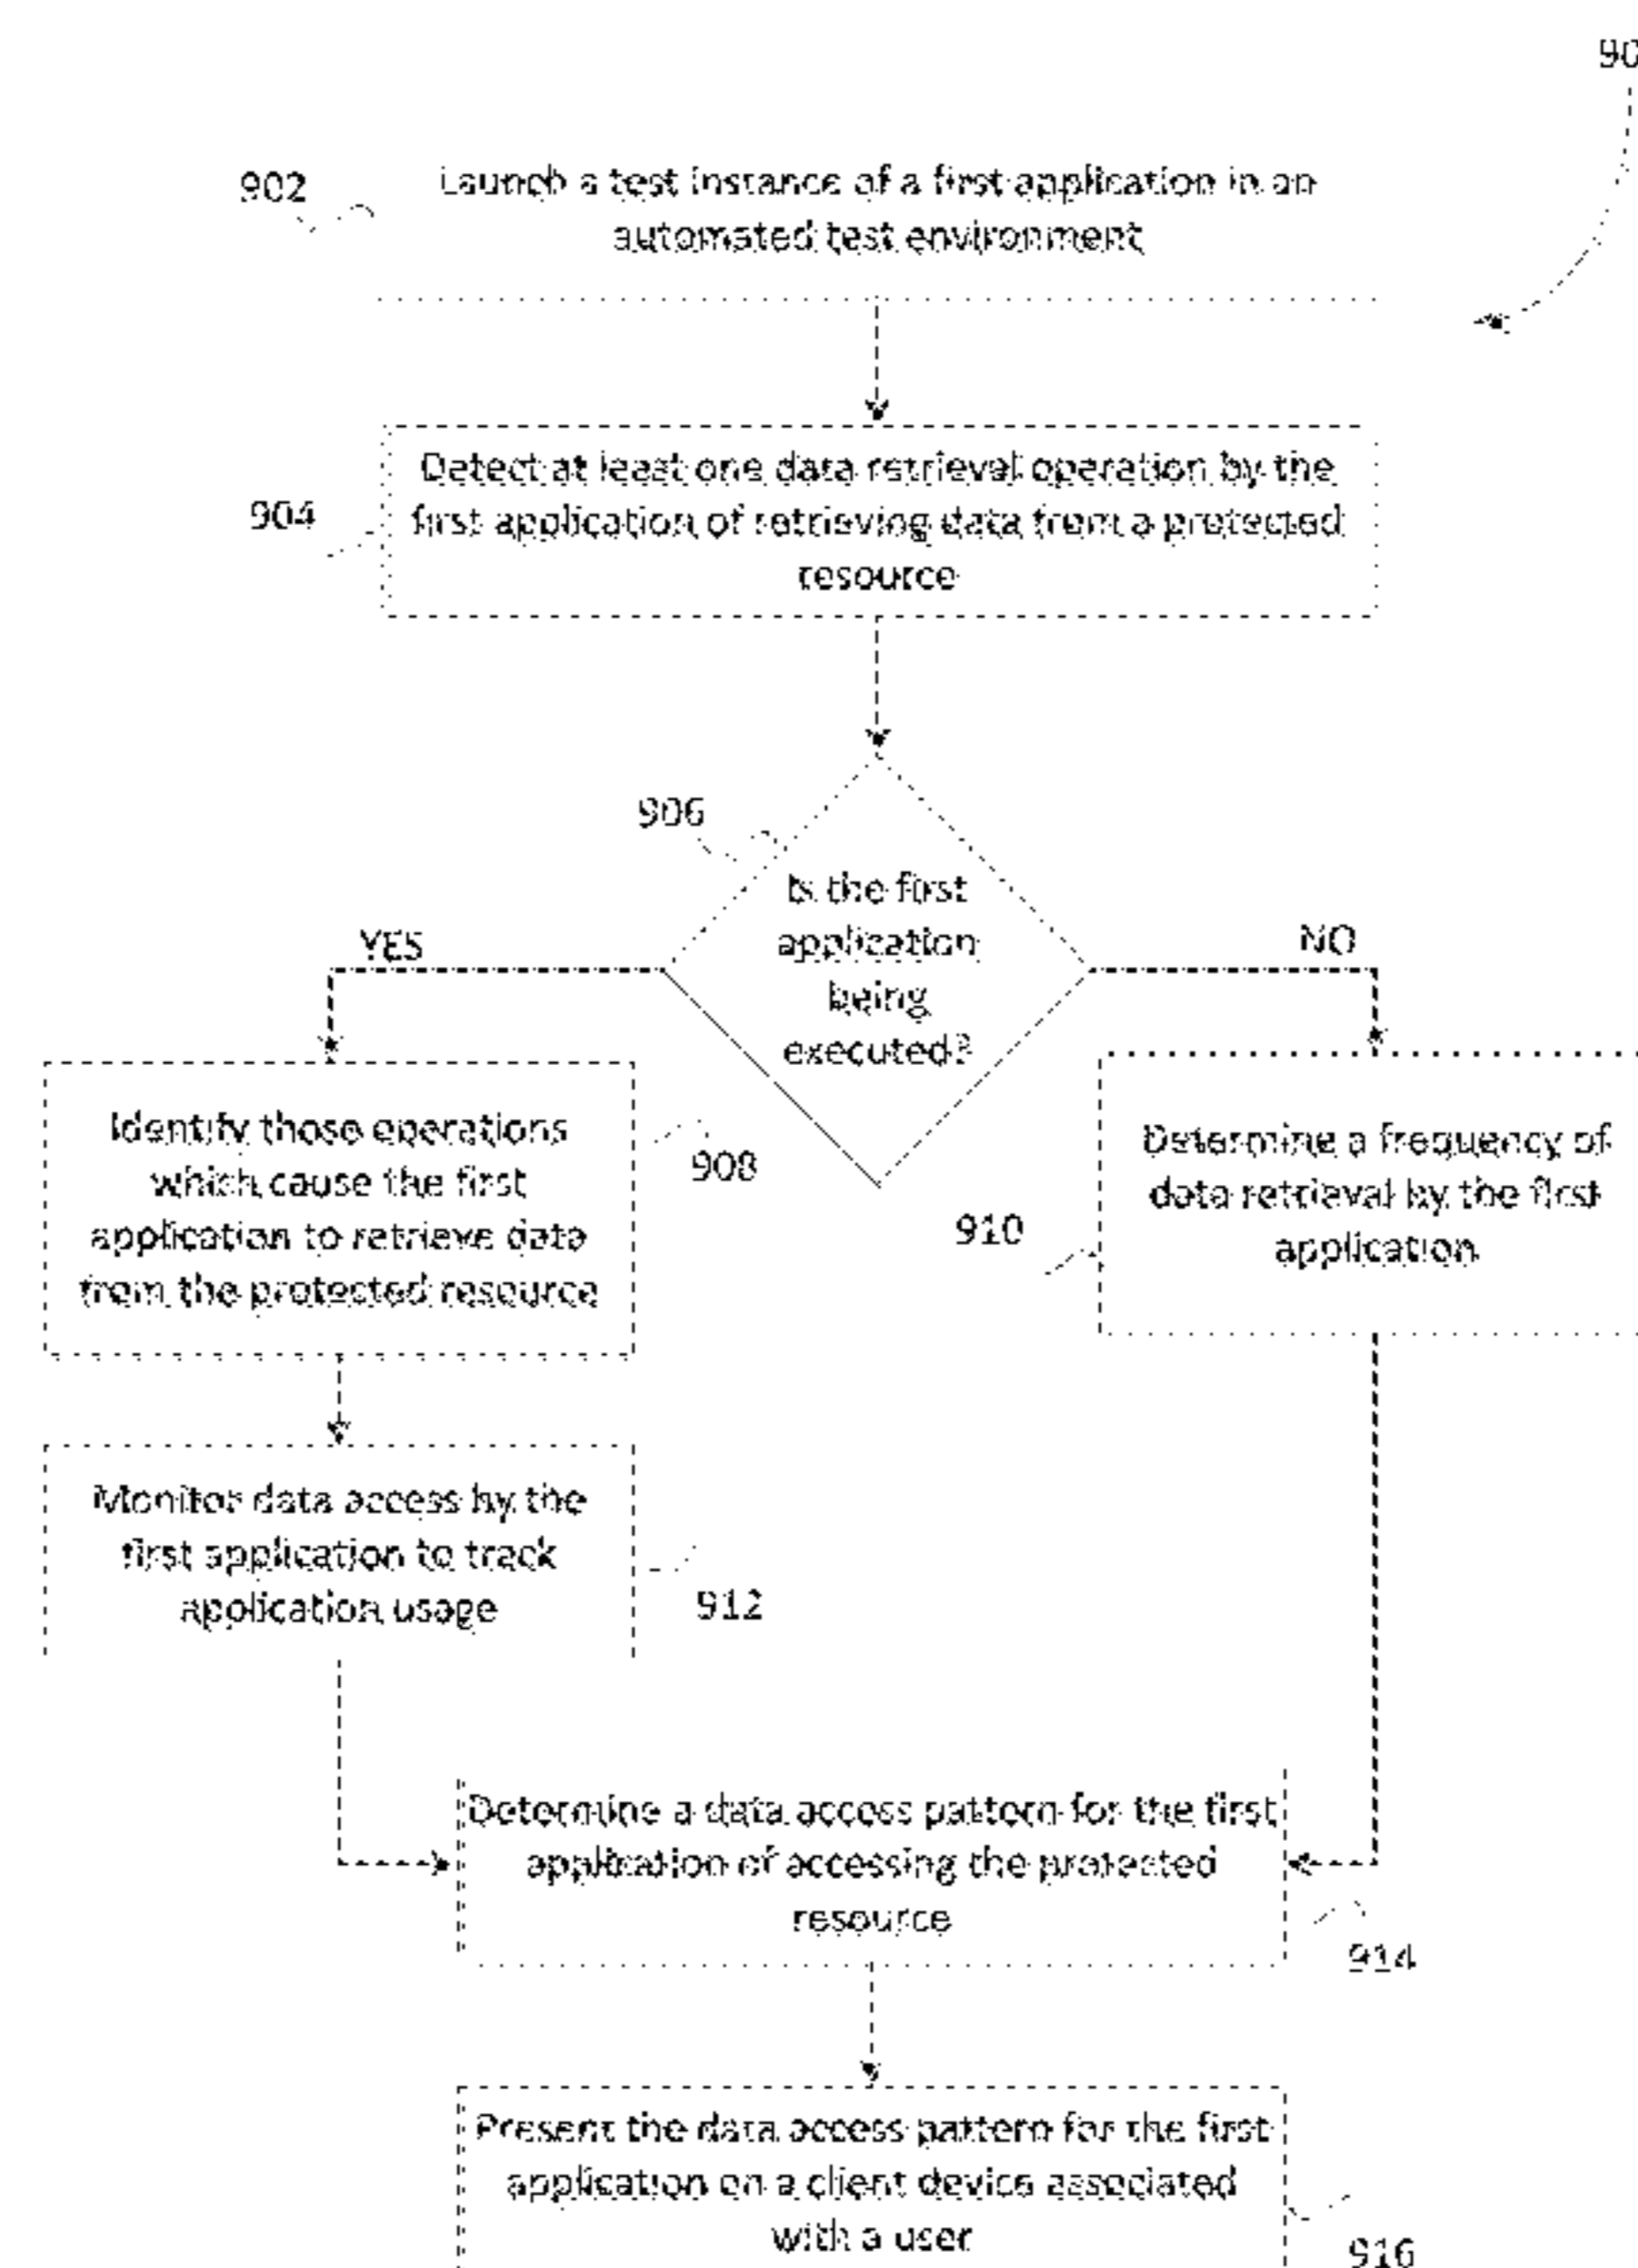 90
902
Launch a test instance of a first application in an
automated test environment
Detect at least one data retrieval operation by the
904
first application of retrieving data from a protected
resource
906
Is the first
application
being
executed?
YES
NO
Identify those operations
which cause the first
application to retrieve data
from the protected resource
908
Determine a frequency of
data retrieval by the first
application
910
Monitor data access by the
first application to track
application usage
912
Determine a data access pattern for the first
application of accessing the protected
resource
914
Present the data access pattern for the first
application on a client device associated
with a user
916